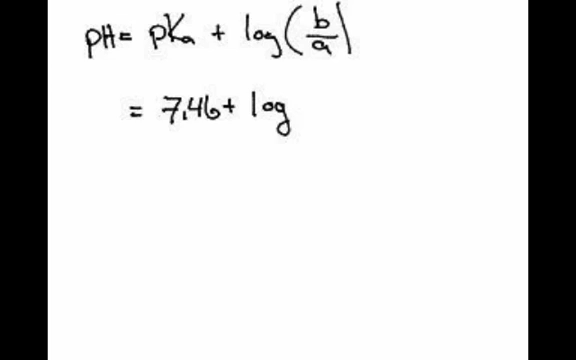 pH = pKa + log(b/a)
= 7.46 + log